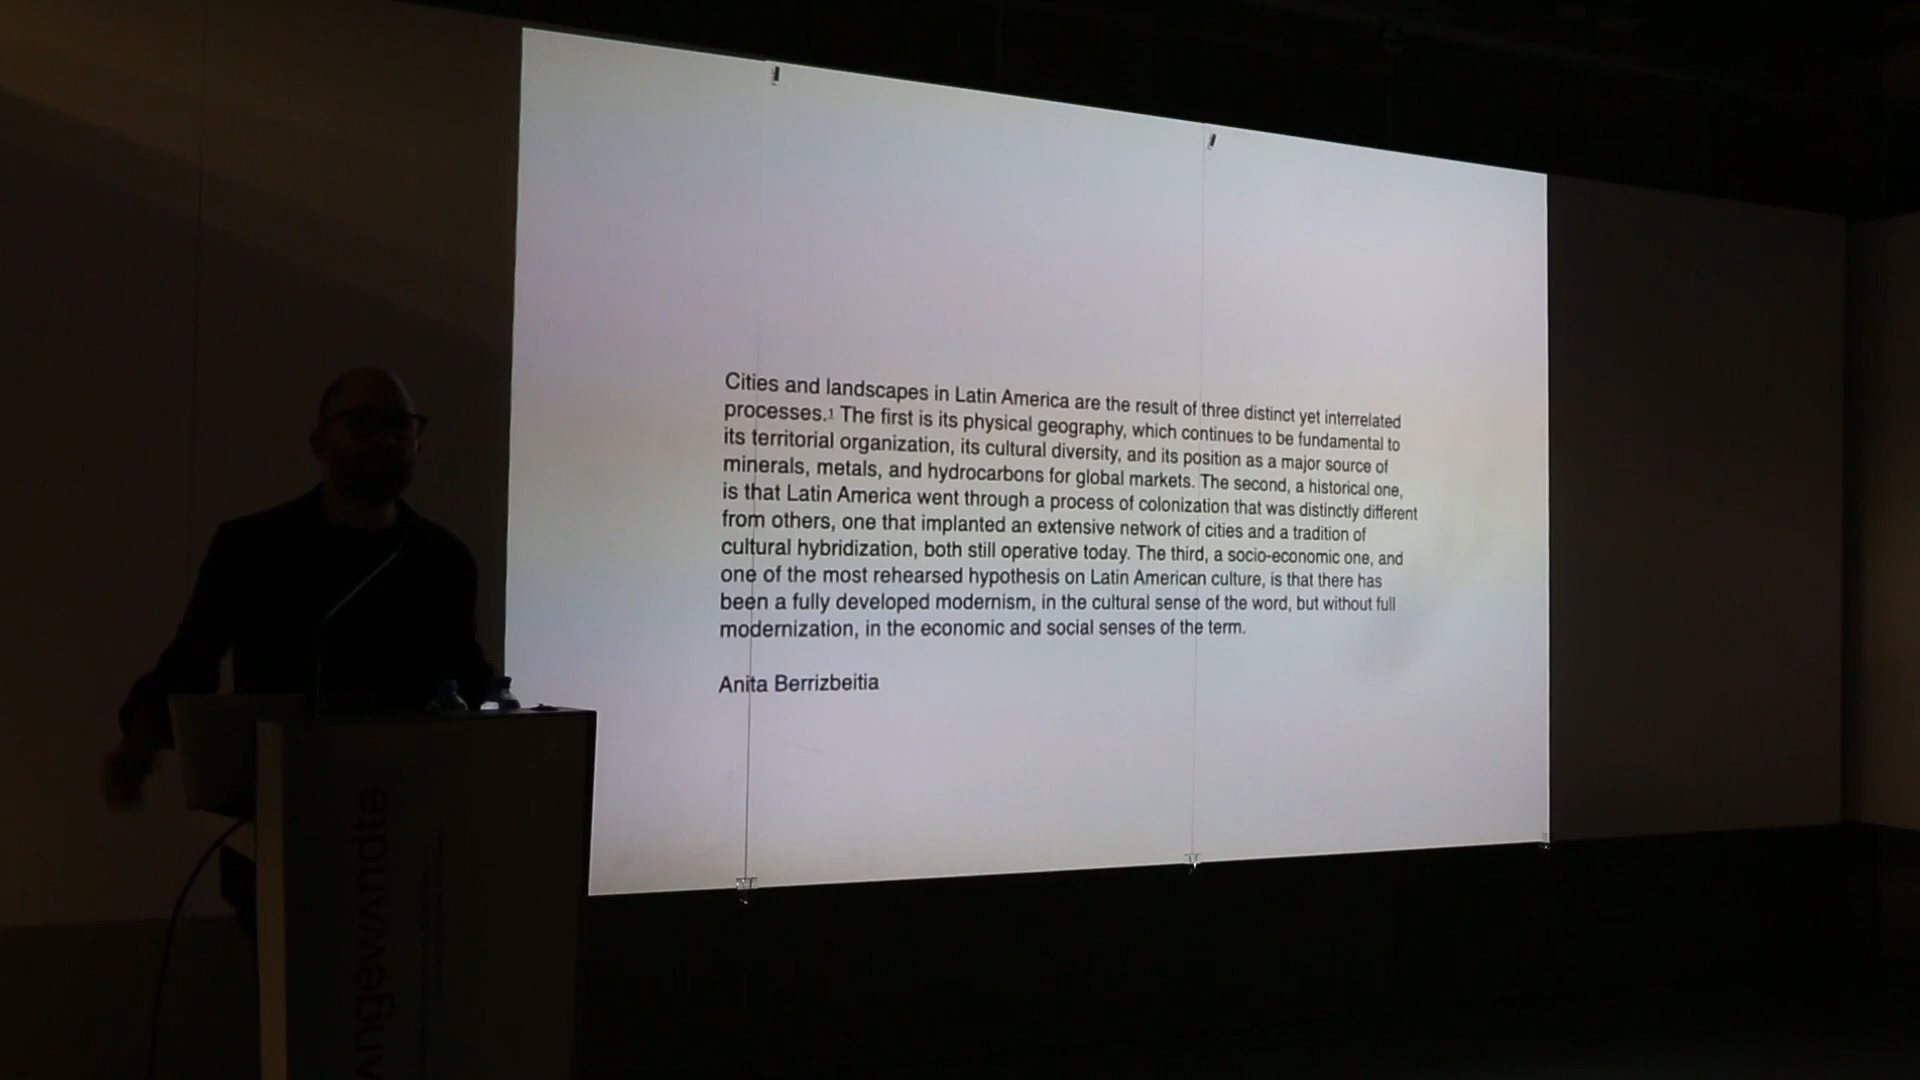 Cities and landscapes in Latin America are the result of three distinct yet interrelated
processes.1 The first is its physical geography, which continues to be fundamental to
its territorial organization, its cultural diversity, and its position as a major source of
minerals, metals, and hydrocarbons for global markets. The second, a historical one,
is that Latin America went through a process of colonization that was distinctly different
from others, one that implanted an extensive network of cities and a tradition of
cultural hybridization, both still operative today. The third, a socio-economic one, and
one of the most rehearsed hypothesis on Latin American culture, is that there has
been a fully developed modernism, in the cultural sense of the word, but without full
modernization, in the economic and social senses of the term.
Anita Berrizbeitia
angewandte